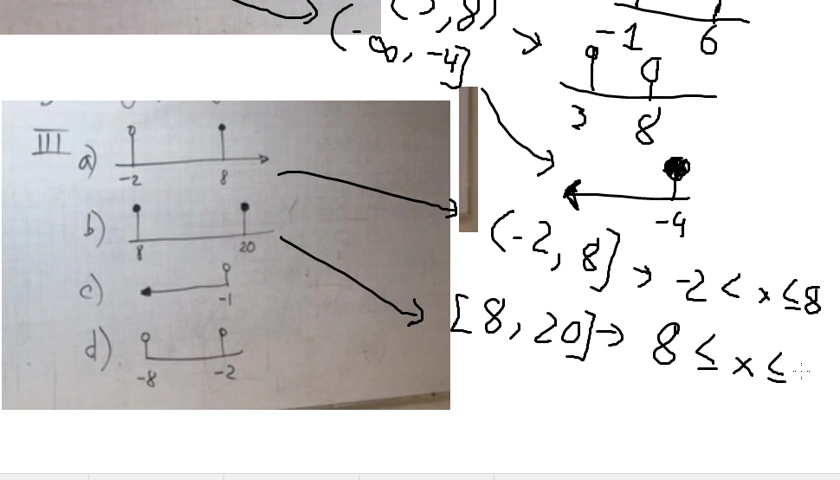 , 8)
(-∞, -4]
-1 6
3 8
-4
III
a) -2 8
b) 8 20
c) -1
d) -8 -2
(-2, 8] → -2 < x ≤ 8
[8, 20] → 8 ≤ x ≤